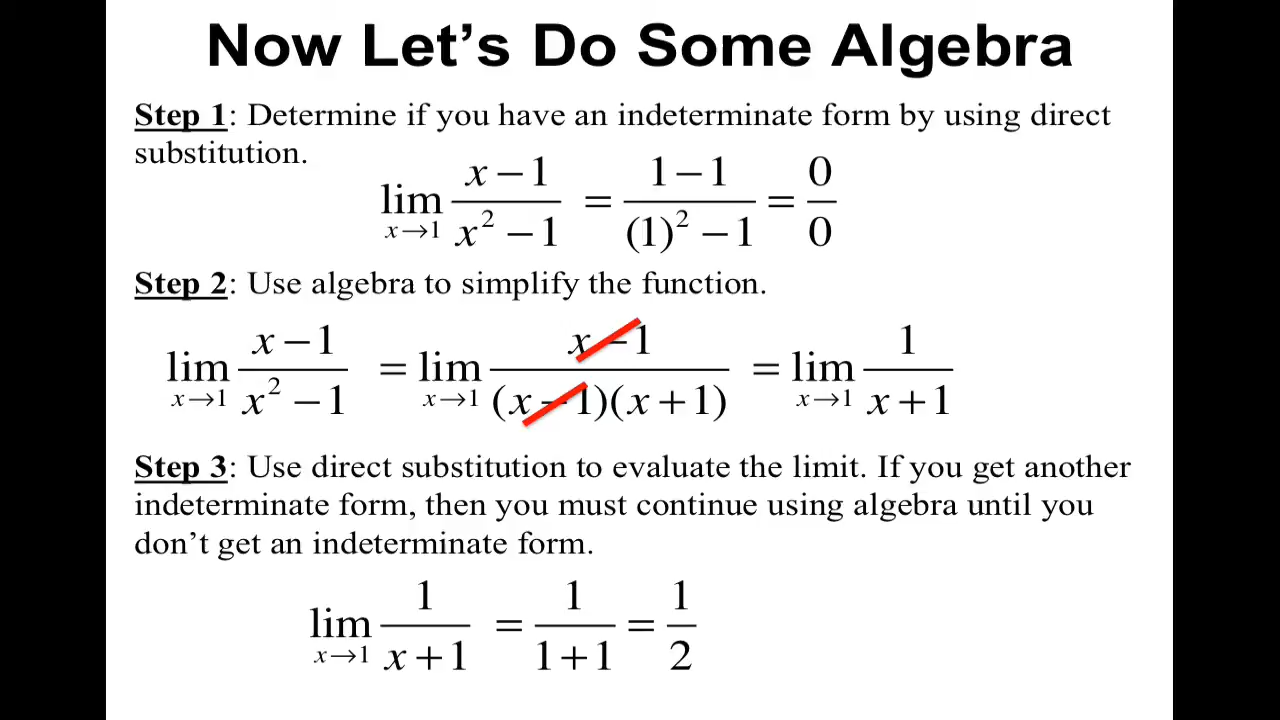 Now Let's Do Some Algebra
Step 1: Determine if you have an indeterminate form by using direct
substitution.
lim x→1 (x − 1)/(x² − 1) = (1 − 1)/((1)² − 1) = 0/0
Step 2: Use algebra to simplify the function.
lim x→1 (x − 1)/(x² − 1) = lim x→1 (x − 1)/((x − 1)(x + 1)) = lim x→1 1/(x + 1)
Step 3: Use direct substitution to evaluate the limit. If you get another
indeterminate form, then you must continue using algebra until you
don't get an indeterminate form.
lim x→1 1/(x + 1) = 1/(1 + 1) = 1/2